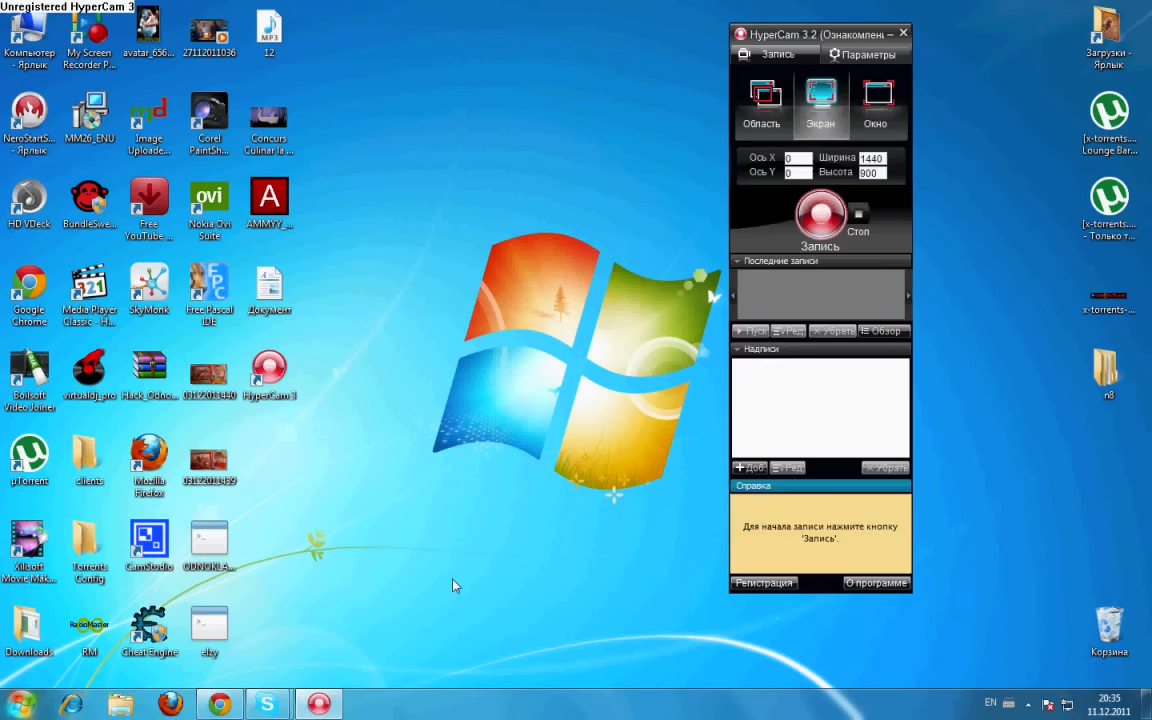 Unregistered HyperCam 3
Компьютер
- Ярлык
My Screen
Recorder P...
avatar_656...
27112011036
12
NeroStartS...
- Ярлык
MM26_ENU
Image
Uploade...
Corel
PaintSh...
Concurs
Culinar la ...
HD VDeck
BundleSwe...
Free
YouTube ...
Nokia Ovi
Suite
AMMYY_...
Google
Chrome
Media Player
Classic - H...
SkyMonk
Free Pascal
IDE
Документ
Boilsoft
Video Joiner
virtualdj_pro
Hack_Odno...
03122011440
HyperCam 3
µTorrent
clients
Mozilla
Firefox
03122011439
Xilisoft
Movie Mak...
Torrents
Config
CamStudio
ODNOKLA...
Downloads
RM
Cheat Engine
elzy
HyperCam 3.2 (Ознакомлен
Запись
Параметры
Область
Экран
Окно
Ось X 0 Ширина 1440
Ось Y 0 Высота 900
Стоп
Запись
Последние записи
Пуск
Ред
Убрать
Обзор
Надписи
Доб
Ред
Убрать
Справка
Для начала записи нажмите кнопку
'Запись'.
Регистрация
О программе
Загрузки -
Ярлык
[x-torrents....
Lounge Bar...
[x-torrents....
- Только т...
x-torrents-...
n8
Корзина
EN
20:35
11.12.2011